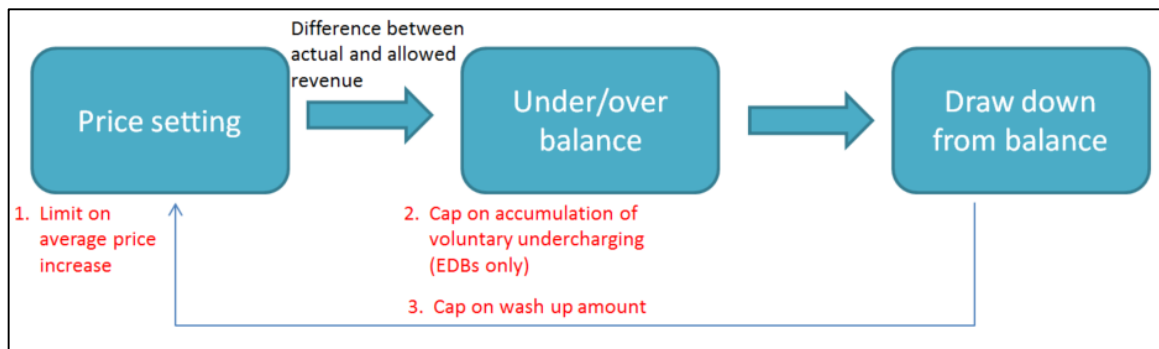 Difference between
actual and allowed
revenue
Price setting
Under/over
balance
Draw down
from balance
1. Limit on
average price
increase
2. Cap on accumulation of
voluntary undercharging
(EDBs only)
3. Cap on wash up amount